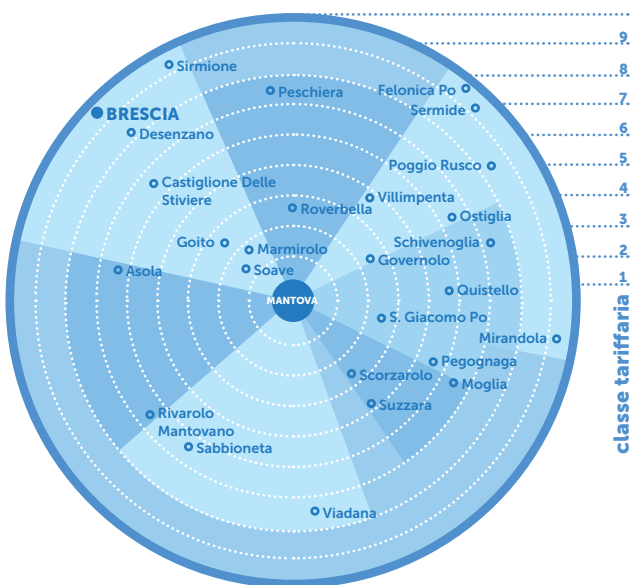 9
Sirmione
8
Peschiera
Felonica Po
7
BRESCIA
Sermide
Desenzano
6
5
Poggio Rusco
Castiglione Delle
Stiviere
4
Villimpenta
Roverbella
Ostiglia
3
Goito
Marmirolo
Schivenoglia
2
Governolo
Asola
Soave
1
Quistello
MANTOVA
S. Giacomo Po
Mirandola
classe tariffaria
Pegognaga
Scorzarolo
Moglia
Suzzara
Rivarolo
Mantovano
Sabbioneta
Viadana